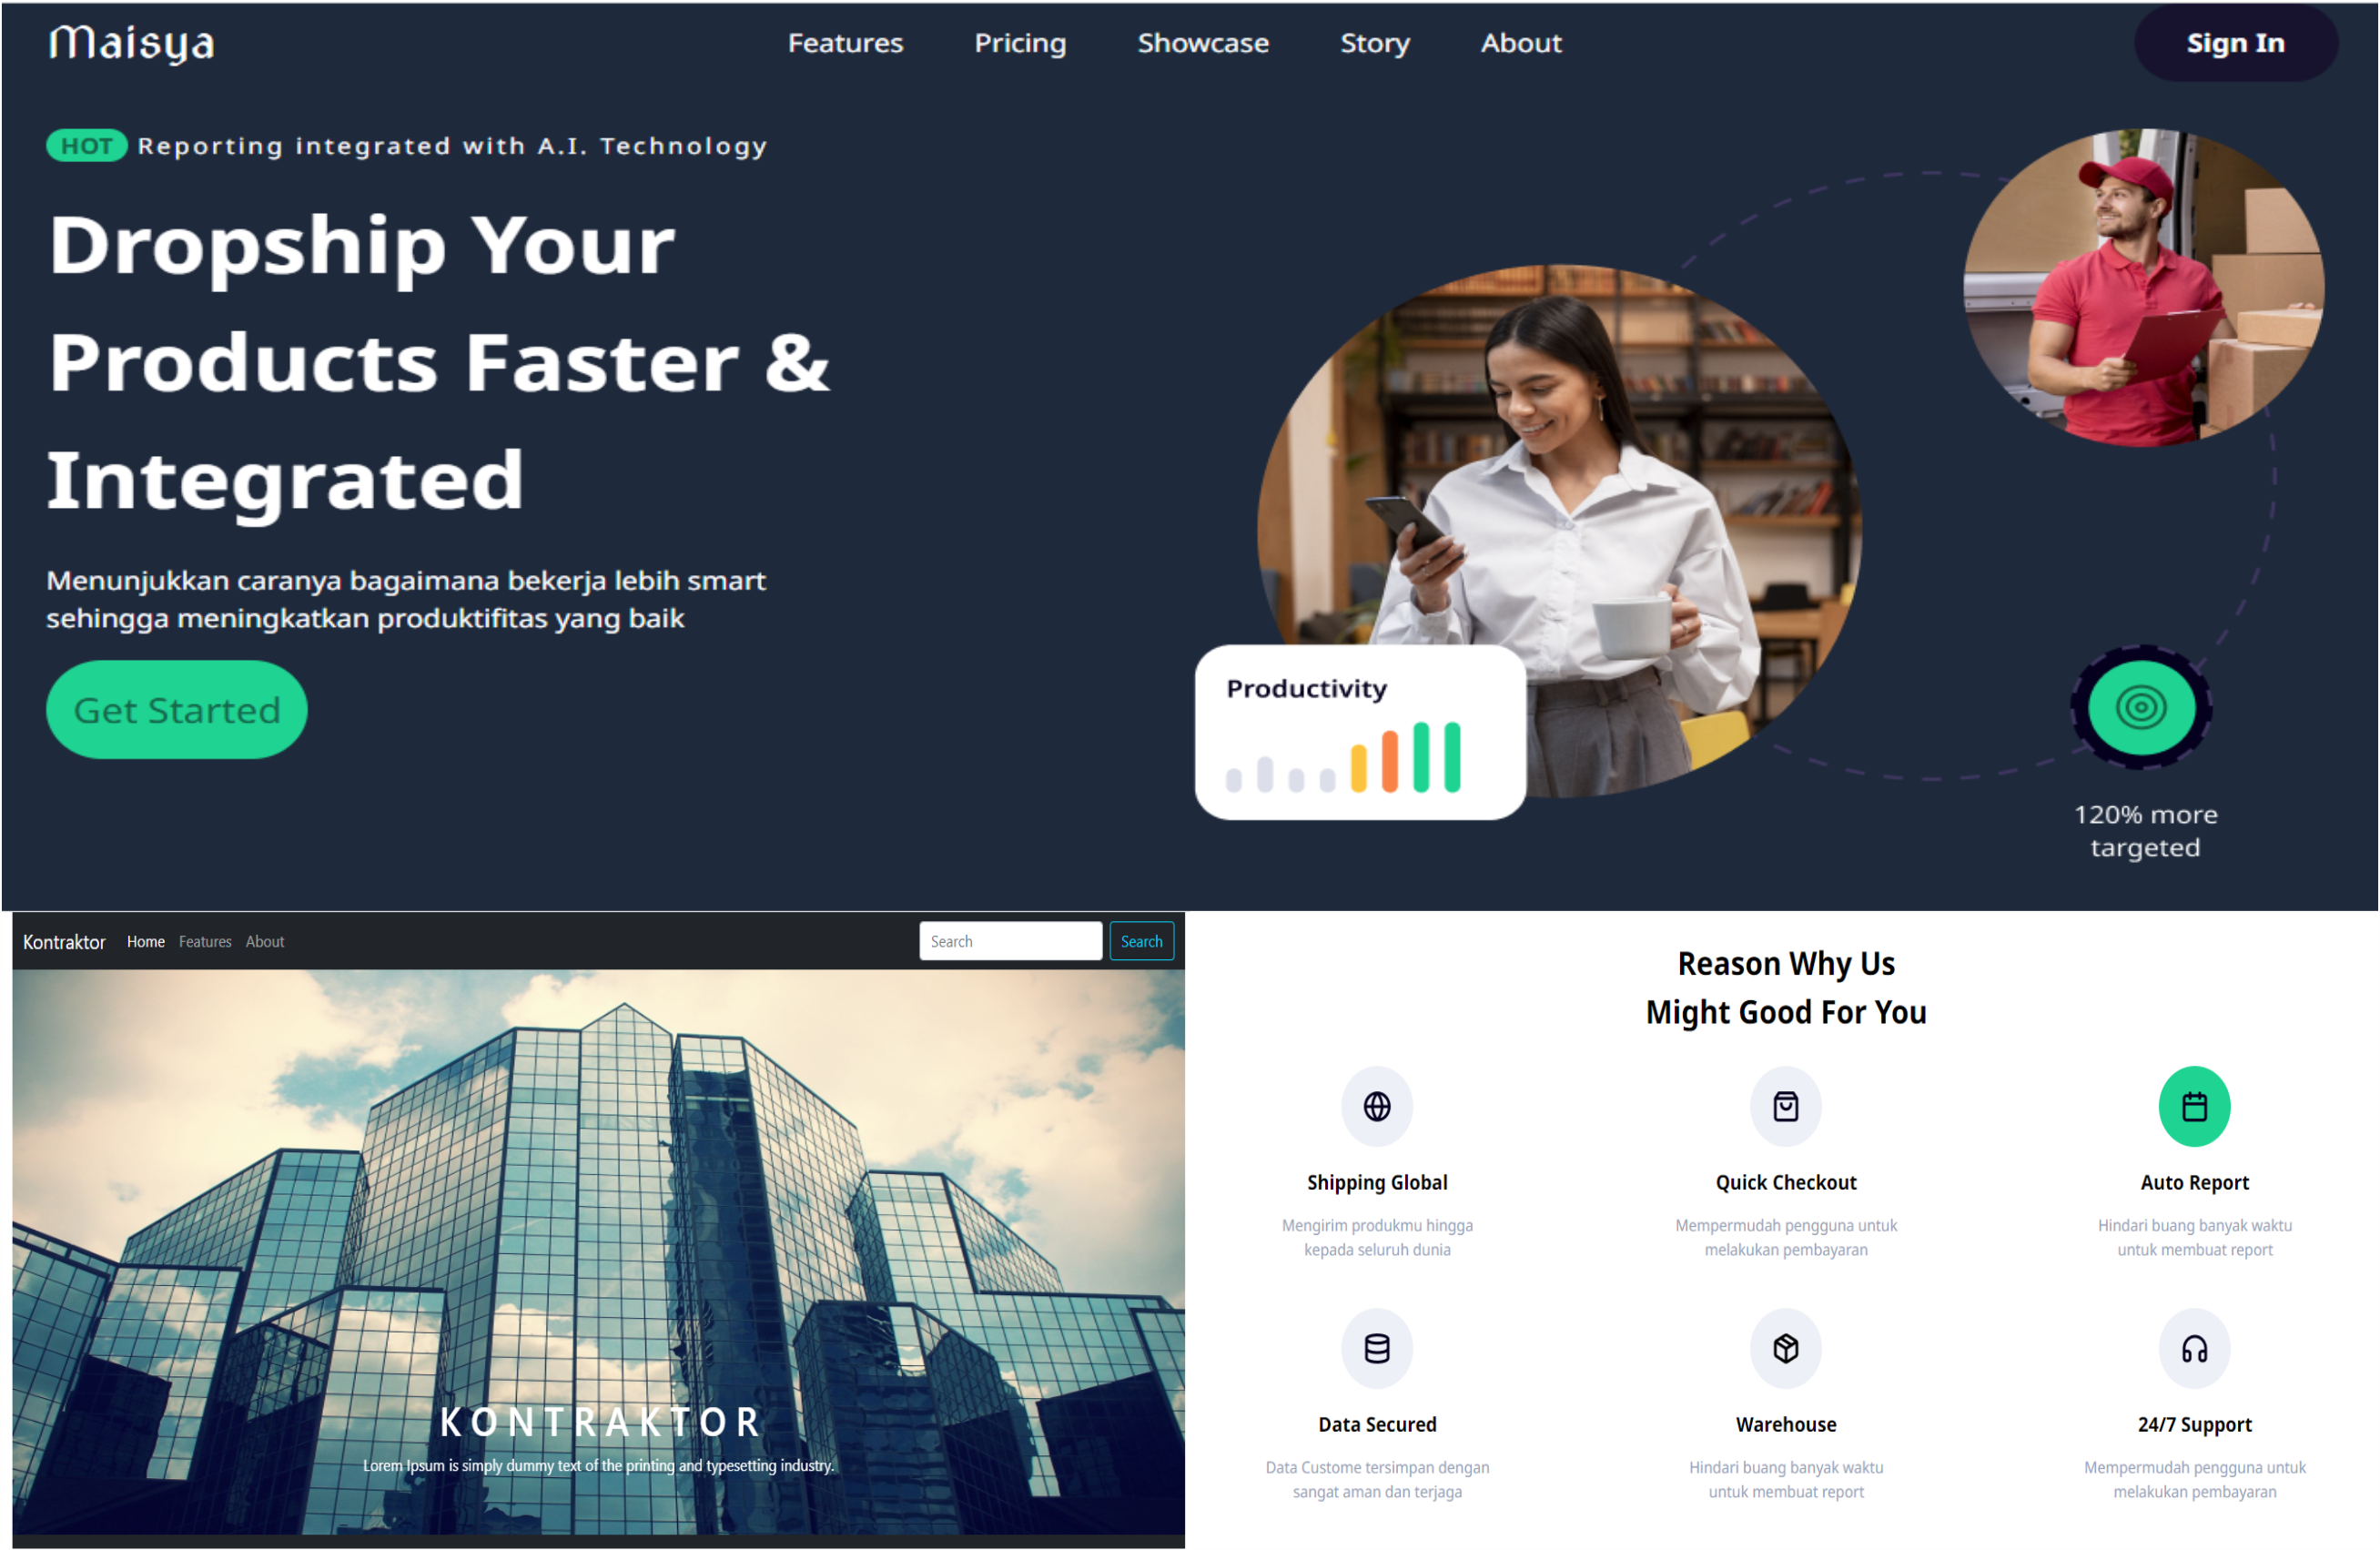 Maisya
Features Pricing Showcase Story About
Sign In
HOT Reporting integrated with A.I. Technology
Dropship Your
Products Faster &
Integrated
Menunjukkan caranya bagaimana bekerja lebih smart
sehingga meningkatkan produktifitas yang baik
Get Started
Productivity
120% more
targeted
Kontraktor Home Features About
Search Search
KONTRAKTOR
Lorem Ipsum is simply dummy text of the printing and typesetting industry.
Reason Why Us
Might Good For You
Shipping Global
Mengirim produkmu hingga
kepada seluruh dunia
Quick Checkout
Mempermudah pengguna untuk
melakukan pembayaran
Auto Report
Hindari buang banyak waktu
untuk membuat report
Data Secured
Data Custome tersimpan dengan
sangat aman dan terjaga
Warehouse
Hindari buang banyak waktu
untuk membuat report
24/7 Support
Mempermudah pengguna untuk
melakukan pembayaran